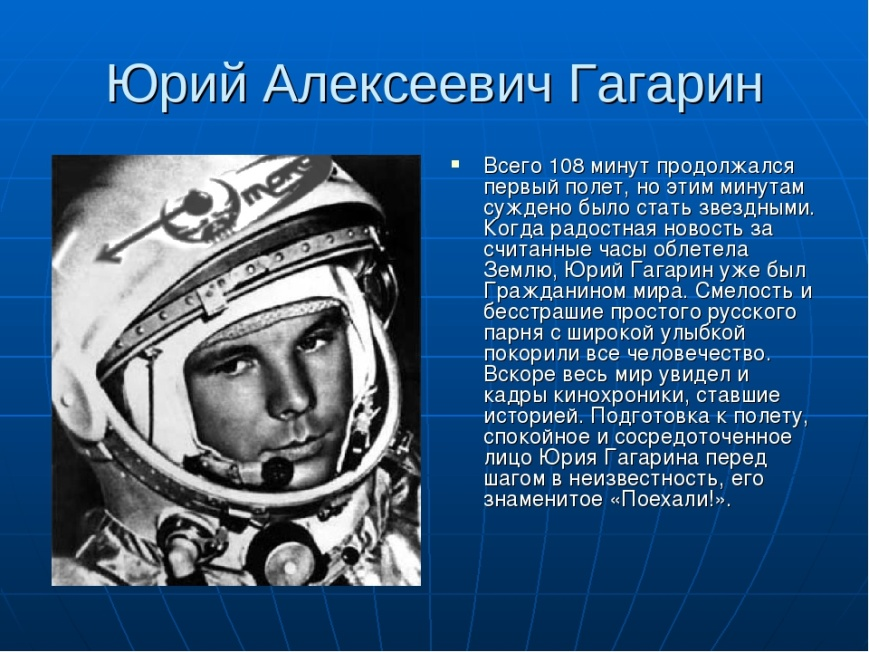 Юрий Алексеевич Гагарин
Всего 108 минут продолжался
первый полет, но этим минутам
суждено было стать звездными.
Когда радостная новость за
считанные часы облетела
Землю, Юрий Гагарин уже был
Гражданином мира. Смелость и
бесстрашие простого русского
парня с широкой улыбкой
покорили все человечество.
Вскоре весь мир увидел и
кадры кинохроники, ставшие
историей. Подготовка к полету,
спокойное и сосредоточенное
лицо Юрия Гагарина перед
шагом в неизвестность, его
знаменитое «Поехали!».